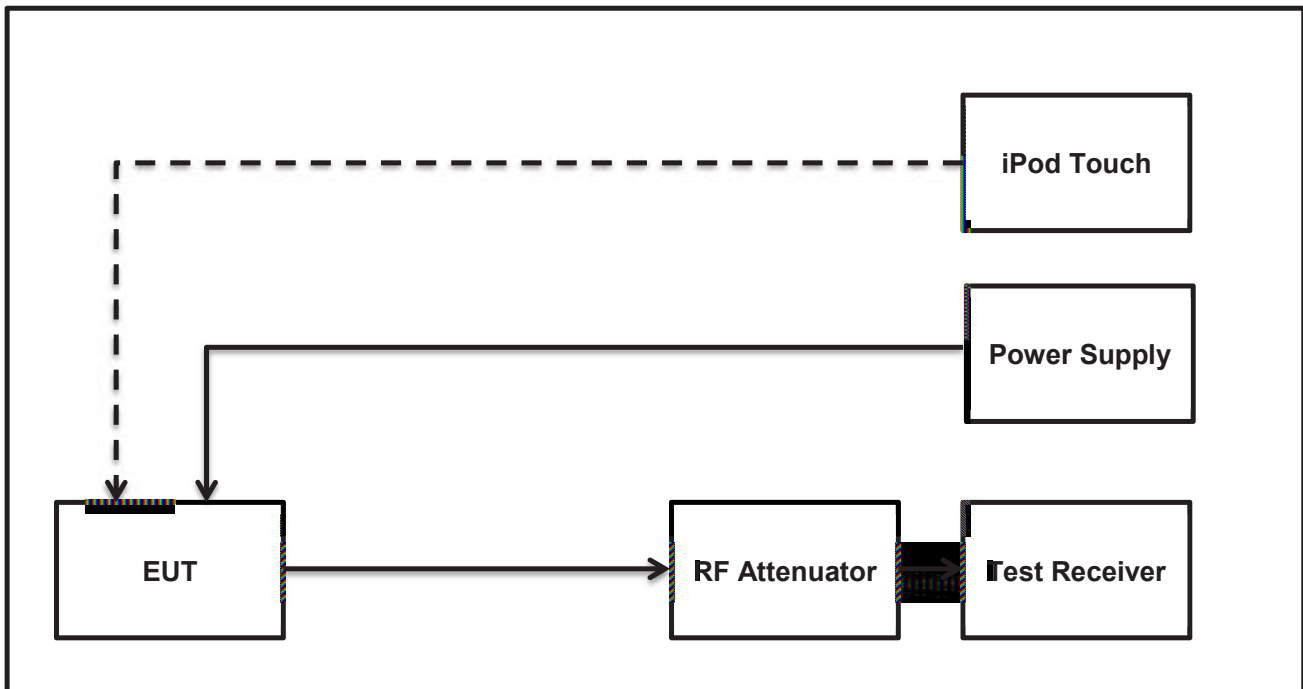 iPod Touch
Power Supply
EUT
RF Attenuator
Test Receiver